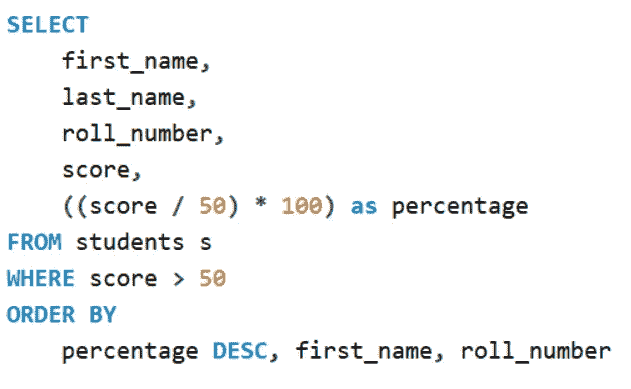 SELECT
    first_name,
    last_name,
    roll_number,
    score,
    ((score / 50) * 100) as percentage
FROM students s
WHERE score > 50
ORDER BY
    percentage DESC, first_name, roll_number